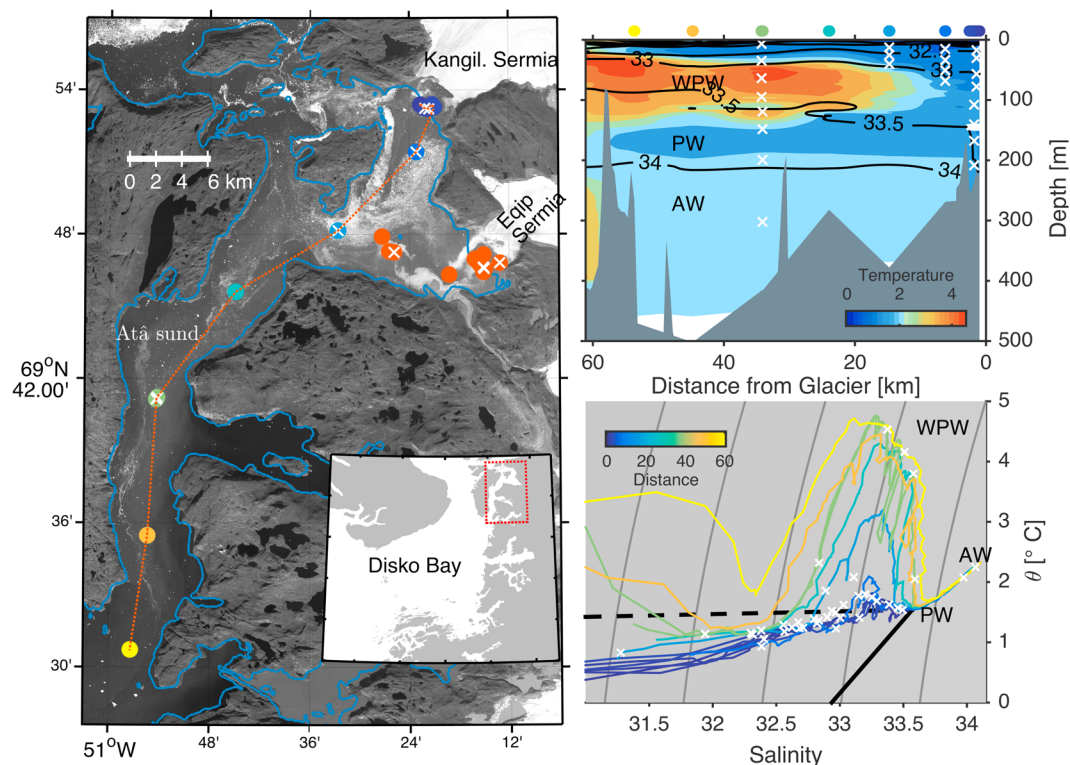 Kangil. Sermia
54'
0 2 4 6 km
Eqip
Sermia
48'
Atâ sund
69°N
42.00'
36'
Disko Bay
30'
51°W
48'
36'
24'
12'
33
32.
33
WPW
33.5
33.5
PW
34
34
AW
0
100
200
300
400
500
Depth [m]
Temperature
0 2 4
60 40 20 0
Distance from Glacier [km]
0 20 40 60
Distance
WPW
AW
PW
5
4
3
2
1
0
θ [° C]
31.5 32 32.5 33 33.5 34
Salinity